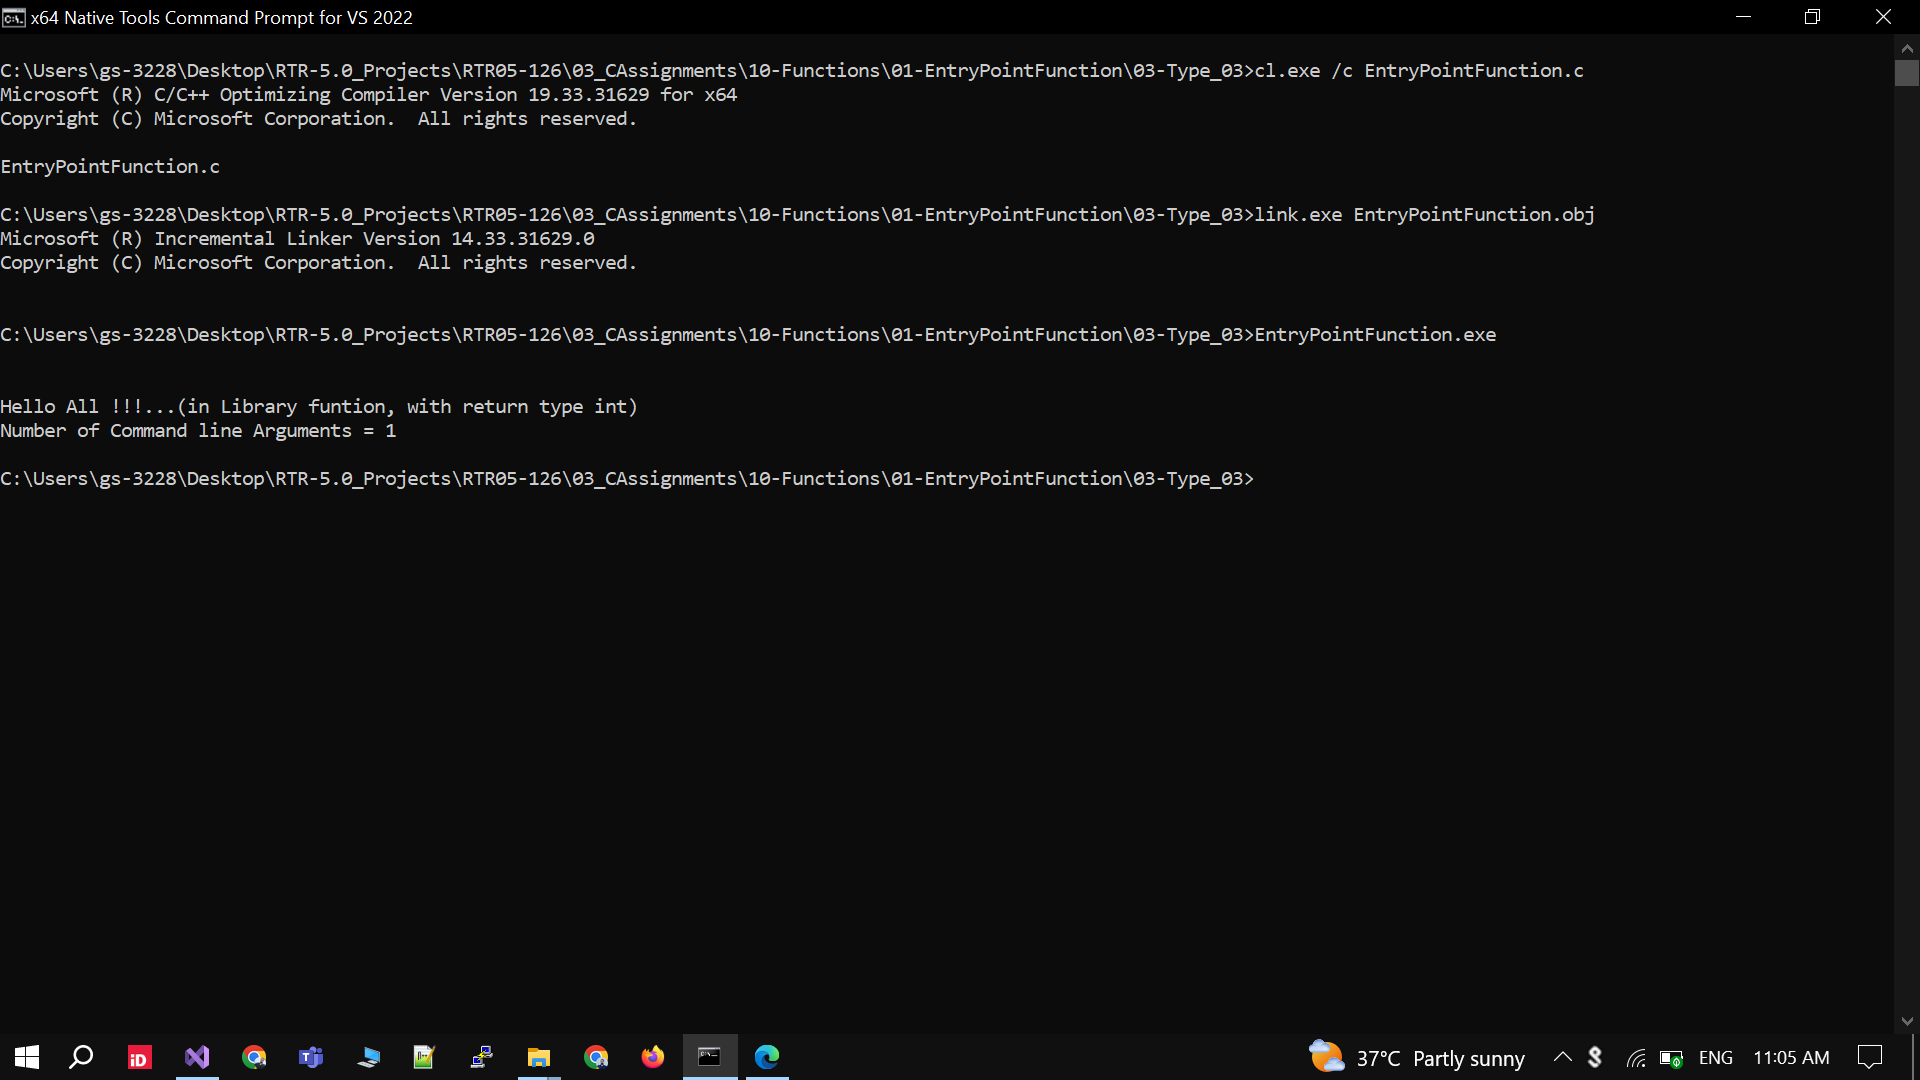 x64 Native Tools Command Prompt for VS 2022
C:\Users\gs-3228\Desktop\RTR-5.0_Projects\RTR05-126\03_CAssignments\10-Functions\01-EntryPointFunction\03-Type_03>cl.exe /c EntryPointFunction.c
Microsoft (R) C/C++ Optimizing Compiler Version 19.33.31629 for x64
Copyright (C) Microsoft Corporation.  All rights reserved.
EntryPointFunction.c
C:\Users\gs-3228\Desktop\RTR-5.0_Projects\RTR05-126\03_CAssignments\10-Functions\01-EntryPointFunction\03-Type_03>link.exe EntryPointFunction.obj
Microsoft (R) Incremental Linker Version 14.33.31629.0
Copyright (C) Microsoft Corporation.  All rights reserved.
C:\Users\gs-3228\Desktop\RTR-5.0_Projects\RTR05-126\03_CAssignments\10-Functions\01-EntryPointFunction\03-Type_03>EntryPointFunction.exe
Hello All !!!...(in Library funtion, with return type int)
Number of Command line Arguments = 1
C:\Users\gs-3228\Desktop\RTR-5.0_Projects\RTR05-126\03_CAssignments\10-Functions\01-EntryPointFunction\03-Type_03>
iD
37°C Partly sunny ENG 11:05 AM